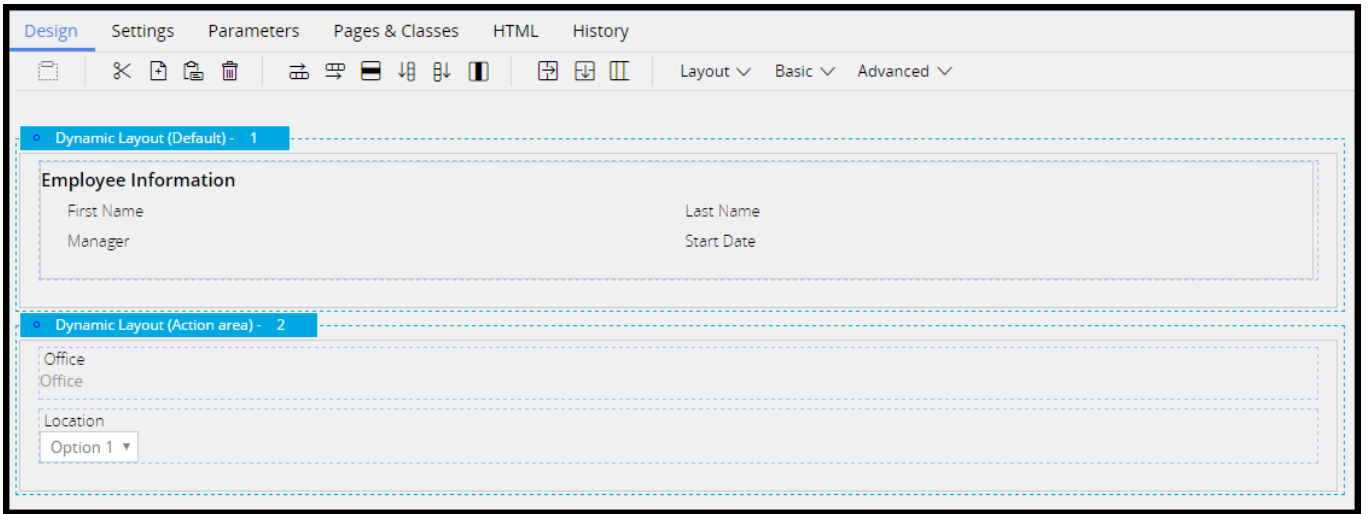 Design Settings Parameters Pages & Classes HTML History
Layout Basic Advanced
Dynamic Layout (Default) - 1
Employee Information
First Name Last Name
Manager Start Date
Dynamic Layout (Action area) - 2
Office
Office
Location
Option 1